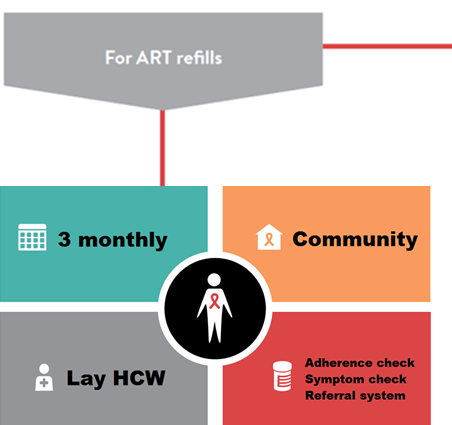 For ART refills
3 monthly
Community
Lay HCW
Adherence check
Symptom check
Referral system